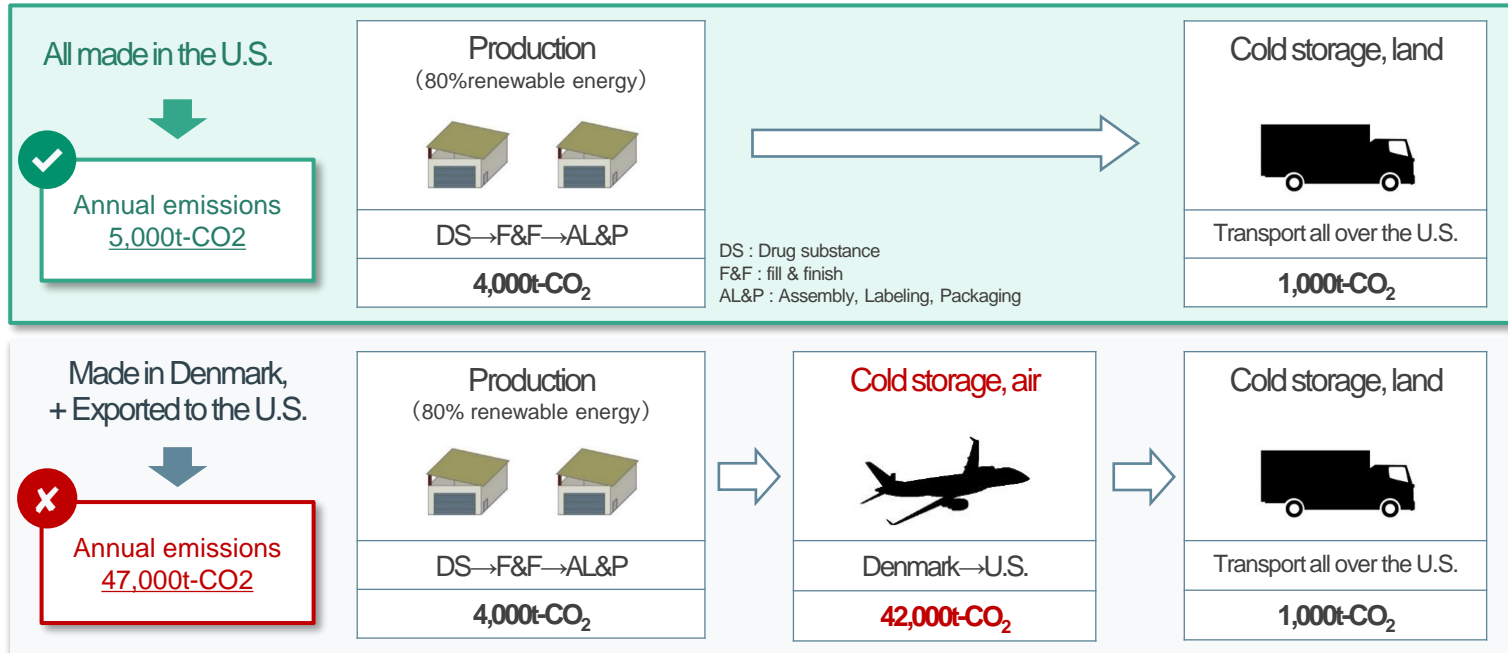 All made in the U.S.
Annual emissions
5,000t-CO2
Production
（80%renewable energy）
DS→F&F→AL&P
4,000t-CO₂
DS : Drug substance
F&F : fill & finish
AL&P : Assembly, Labeling, Packaging
Cold storage, land
Transport all over the U.S.
1,000t-CO₂
Made in Denmark,
+ Exported to the U.S.
Annual emissions
47,000t-CO2
Production
（80% renewable energy）
DS→F&F→AL&P
4,000t-CO₂
Cold storage, air
Denmark→U.S.
42,000t-CO₂
Cold storage, land
Transport all over the U.S.
1,000t-CO₂